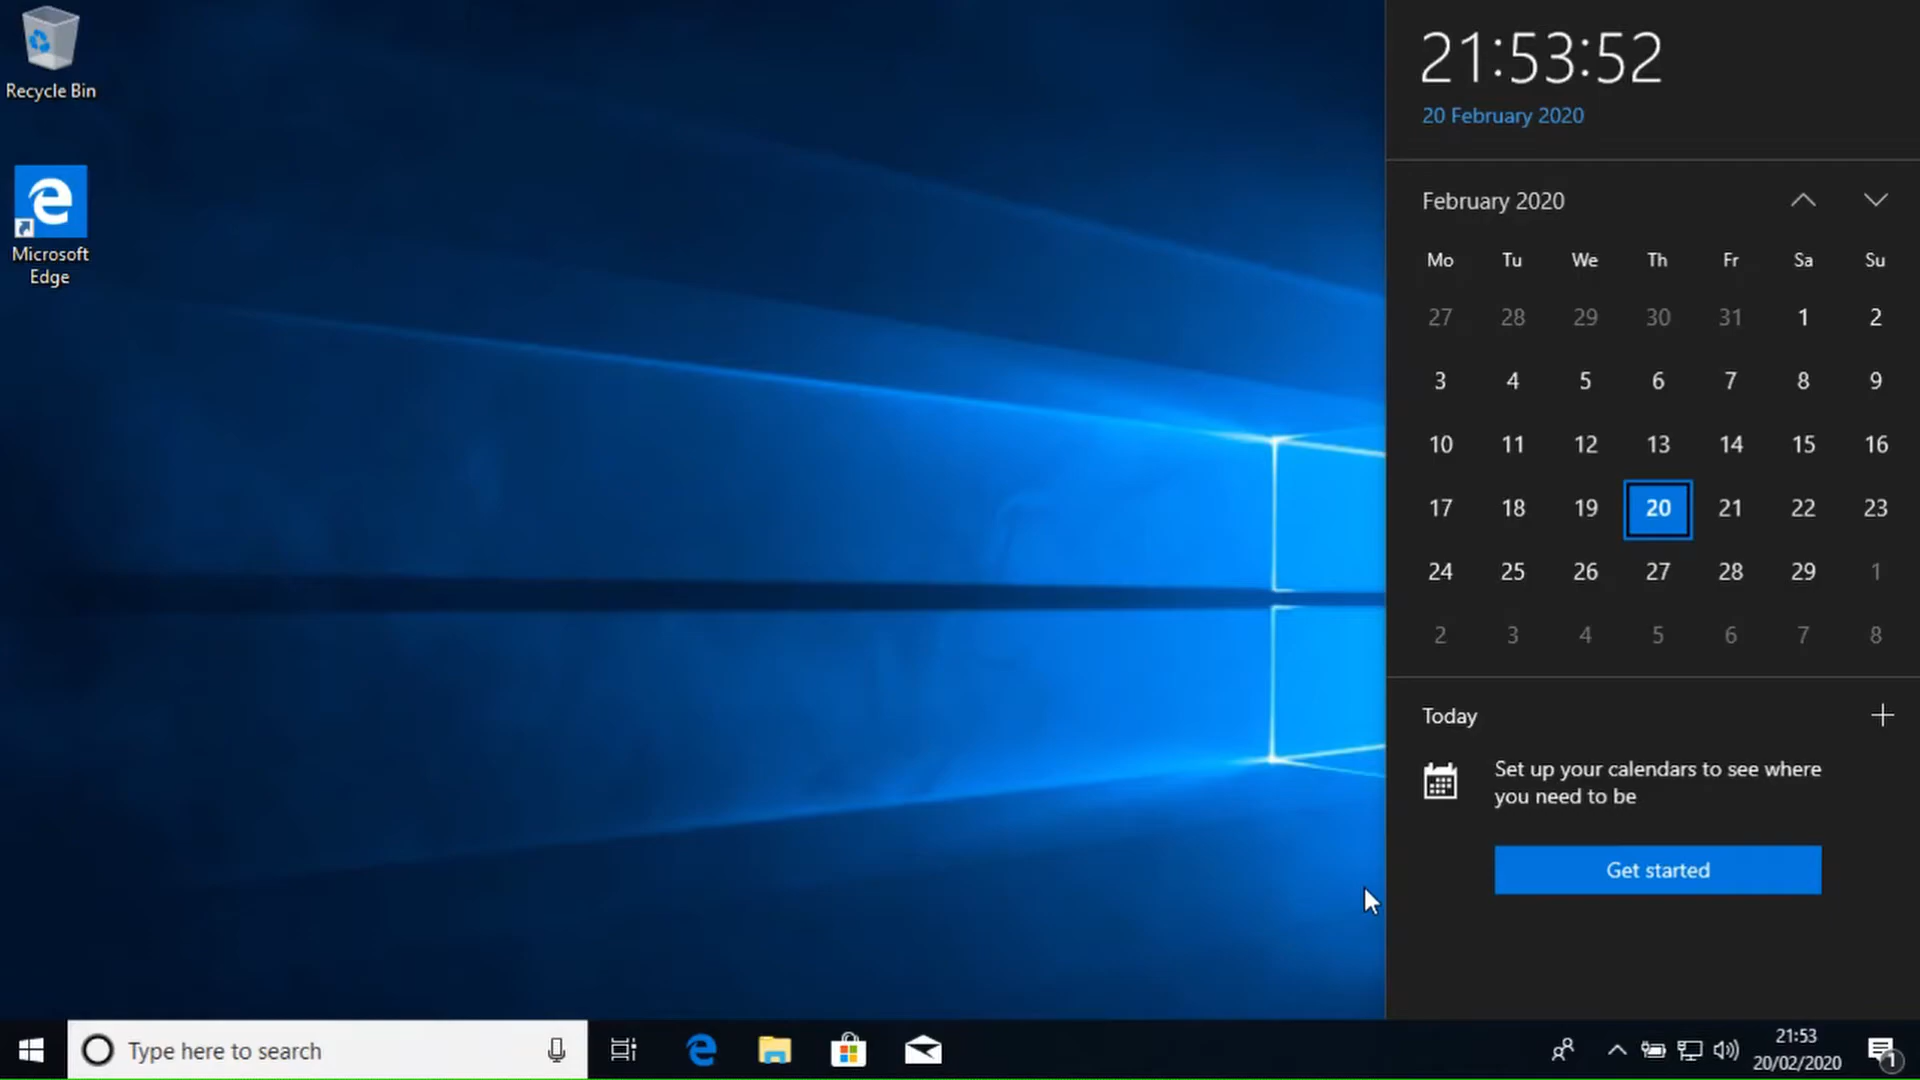 Recycle Bin
Microsoft
Edge
21:53:52
20 February 2020
February 2020
Mo Tu We Th Fr Sa Su
27 28 29 30 31 1 2
3 4 5 6 7 8 9
10 11 12 13 14 15 16
17 18 19 20 21 22 23
24 25 26 27 28 29 1
2 3 4 5 6 7 8
Today
Set up your calendars to see where
you need to be
Get started
Type here to search
21:53
20/02/2020
1